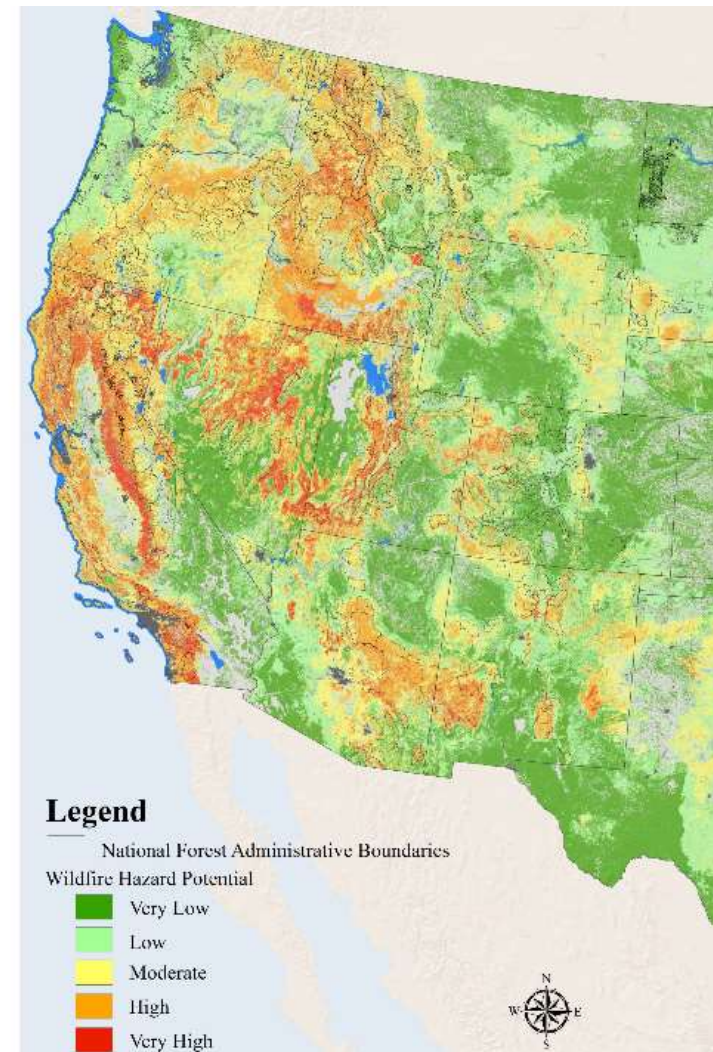 Legend
National Forest Administrative Boundaries
Wildfire Hazard Potential
Very Low
Low
Moderate
High
Very High
N
W
E
S